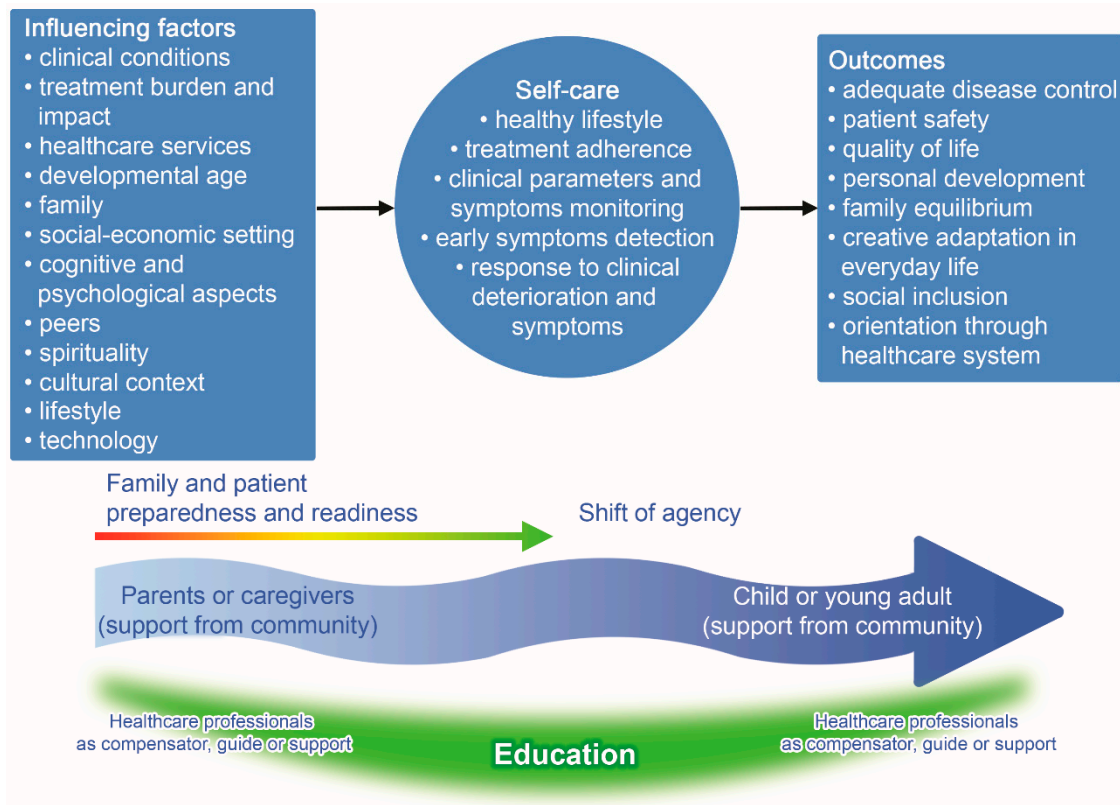 Influencing factors
• clinical conditions
• treatment burden and
impact
• healthcare services
• developmental age
• family
• social-economic setting
• cognitive and
psychological aspects
• peers
• spirituality
• cultural context
• lifestyle
• technology
Self-care
• healthy lifestyle
• treatment adherence
• clinical parameters and
symptoms monitoring
• early symptoms detection
• response to clinical
deterioration and
symptoms
Outcomes
• adequate disease control
• patient safety
• quality of life
• personal development
• family equilibrium
• creative adaptation in
everyday life
• social inclusion
• orientation through
healthcare system
Family and patient
preparedness and readiness
Shift of agency
Parents or caregivers
(support from community)
Child or young adult
(support from community)
Healthcare professionals
as compensator, guide or support
Education
Healthcare professionals
as compensator, guide or support